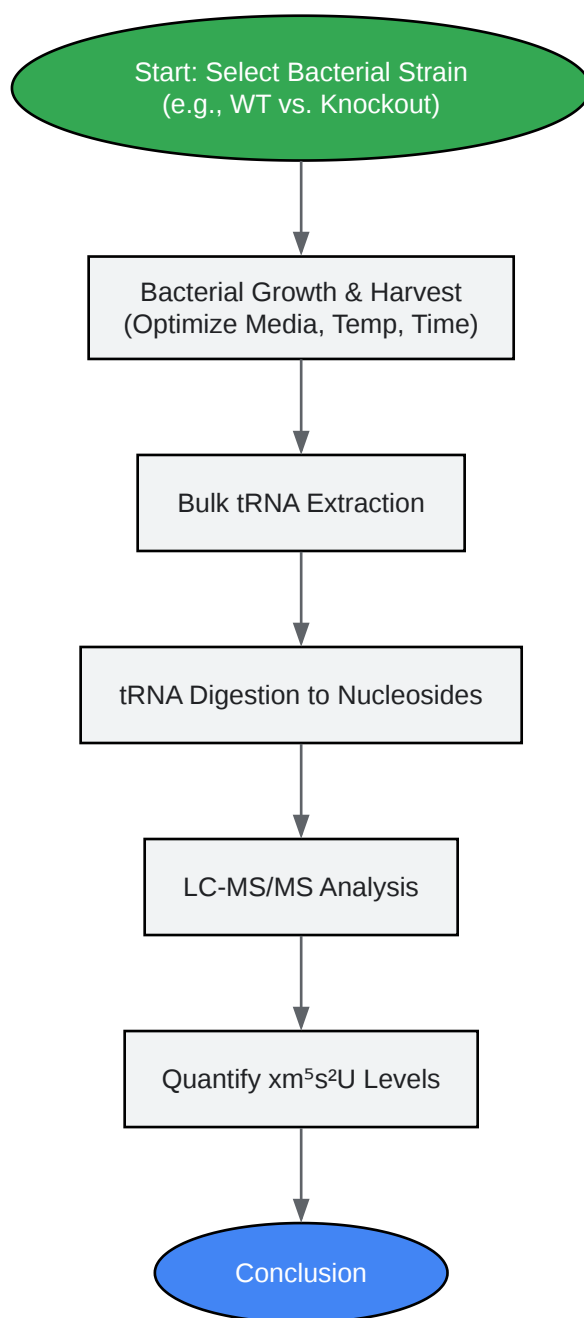 Start: Select Bacterial Strain
(e.g., WT vs. Knockout)
Bacterial Growth & Harvest
(Optimize Media, Temp, Time)
Bulk tRNA Extraction
tRNA Digestion to Nucleosides
LC-MS/MS Analysis
Quantify xm⁵s²U Levels
Conclusion